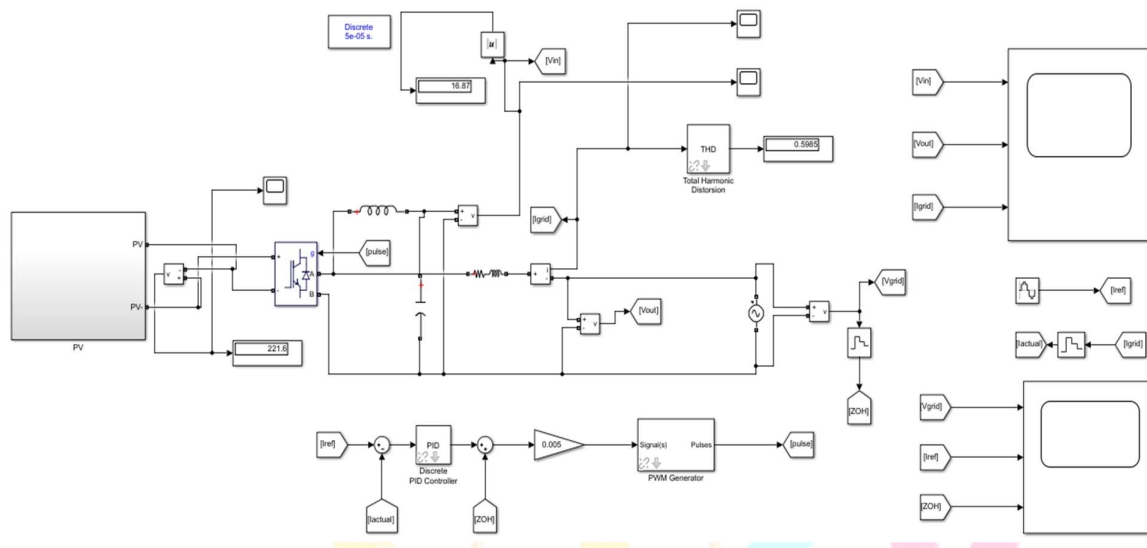 Discrete
5e-05 s.
|u|
[Vin]
16.87
THD
0.5985
Total Harmonic
Distorsion
[Vin]
[Vout]
[Igrid]
PV
PV-
PV
v
+
-
221.6
g
+
-
A
B
[pulse]
+
-
v
[Igrid]
+
i
-
+
-
v
[Vout]
+
-
v
[Vgrid]
[ZOH]
[Iref]
[Iactual]
[Igrid]
[Vgrid]
[Iref]
[ZOH]
[Iref]
PID
Discrete
PID Controller
0.005
Signal(s)
Pulses
PWM Generator
[pulse]
[Iactual]
[ZOH]